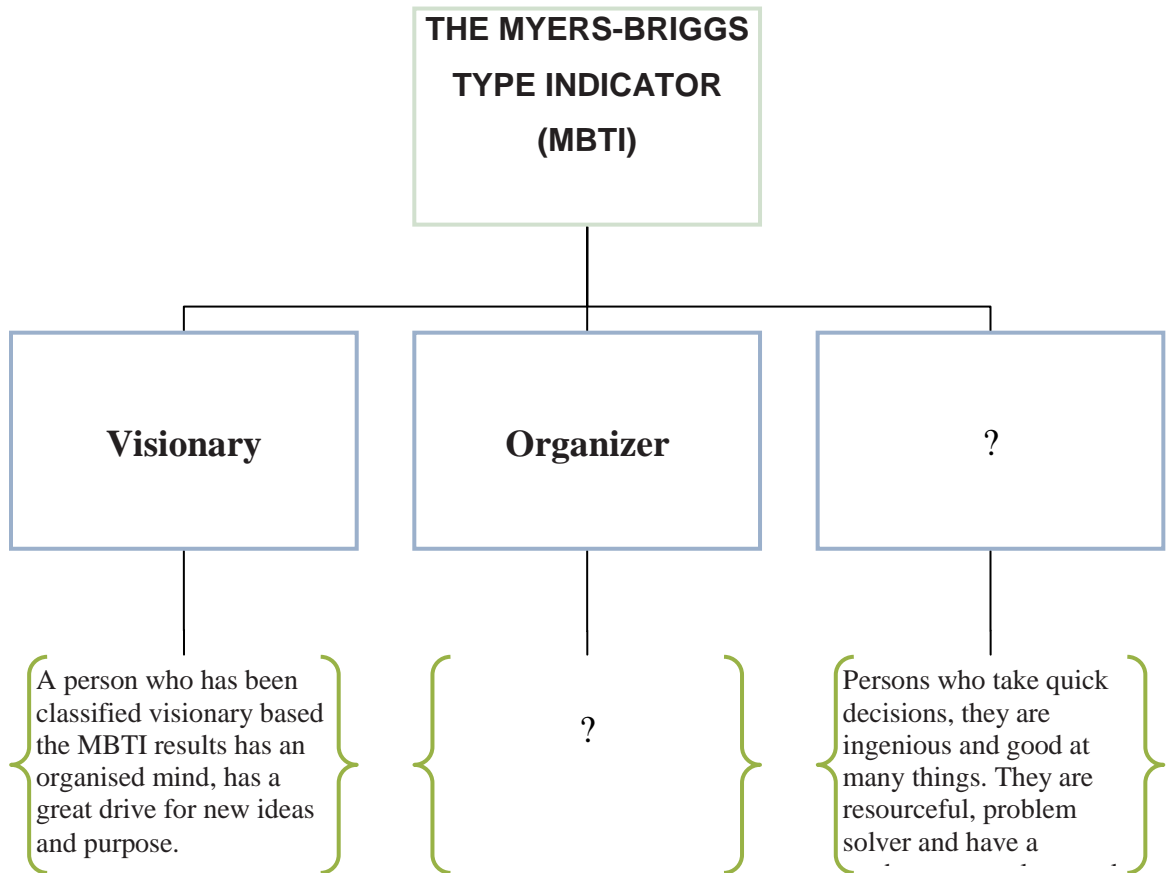 THE MYERS-BRIGGS
TYPE INDICATOR
(MBTI)
Visionary
Organizer
?
A person who has been
classified visionary based
the MBTI results has an
organised mind, has a
great drive for new ideas
and purpose.
?
Persons who take quick
decisions, they are
ingenious and good at
many things. They are
resourceful, problem
solver and have a